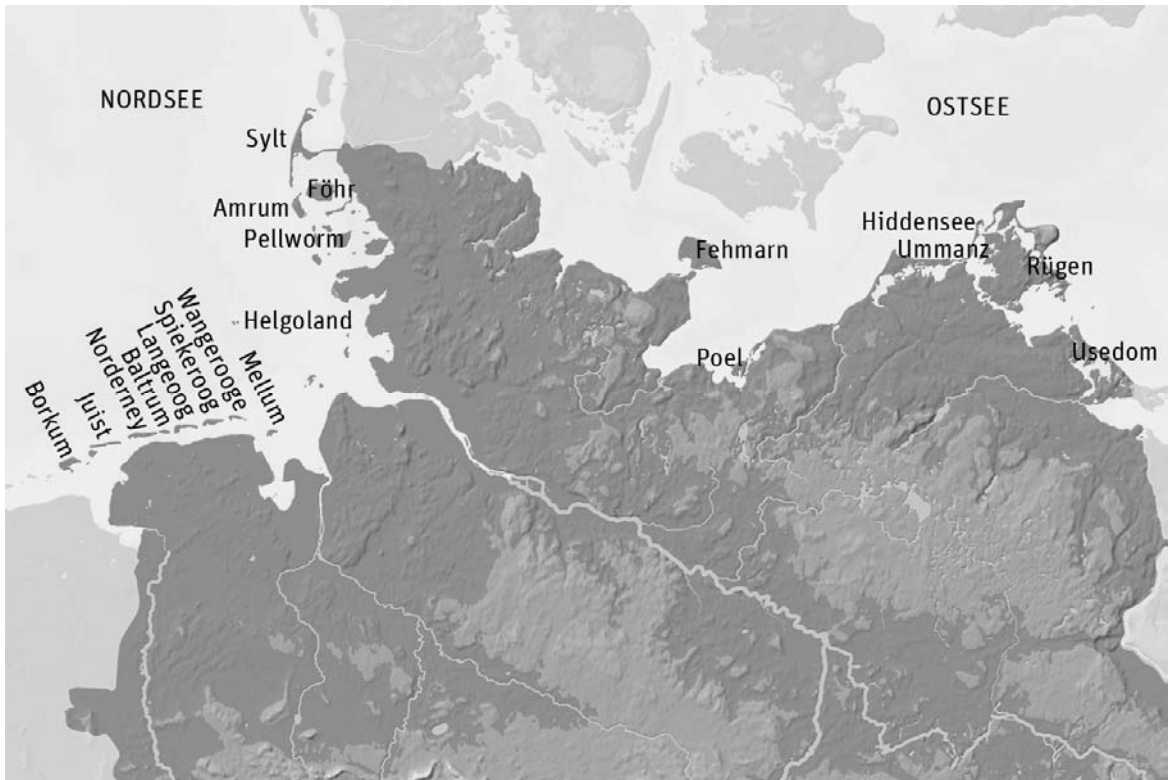 NORDSEE
OSTSEE
Sylt
Föhr
Amrum
Pellworm
Hiddensee
Ummanz
Rügen
Fehmarn
Helgoland
Poel
Usedom
Wangerooge
Spiekeroog
Langeoog
Baltrum
Norderney
Juist
Borkum
Mellum